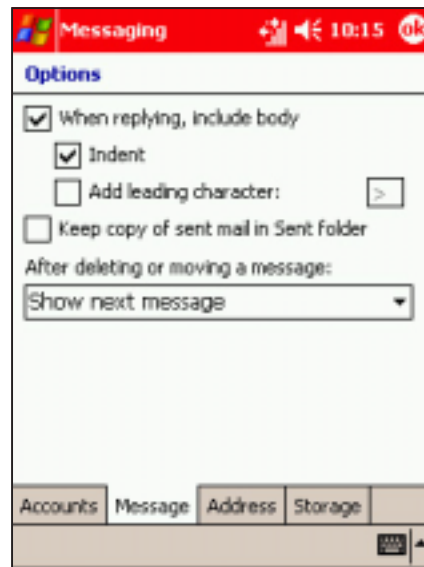 Messaging 10:15 ok
Options
When replying, include body
Indent
Add leading character: >
Keep copy of sent mail in Sent folder
After deleting or moving a message:
Show next message
Accounts Message Address Storage